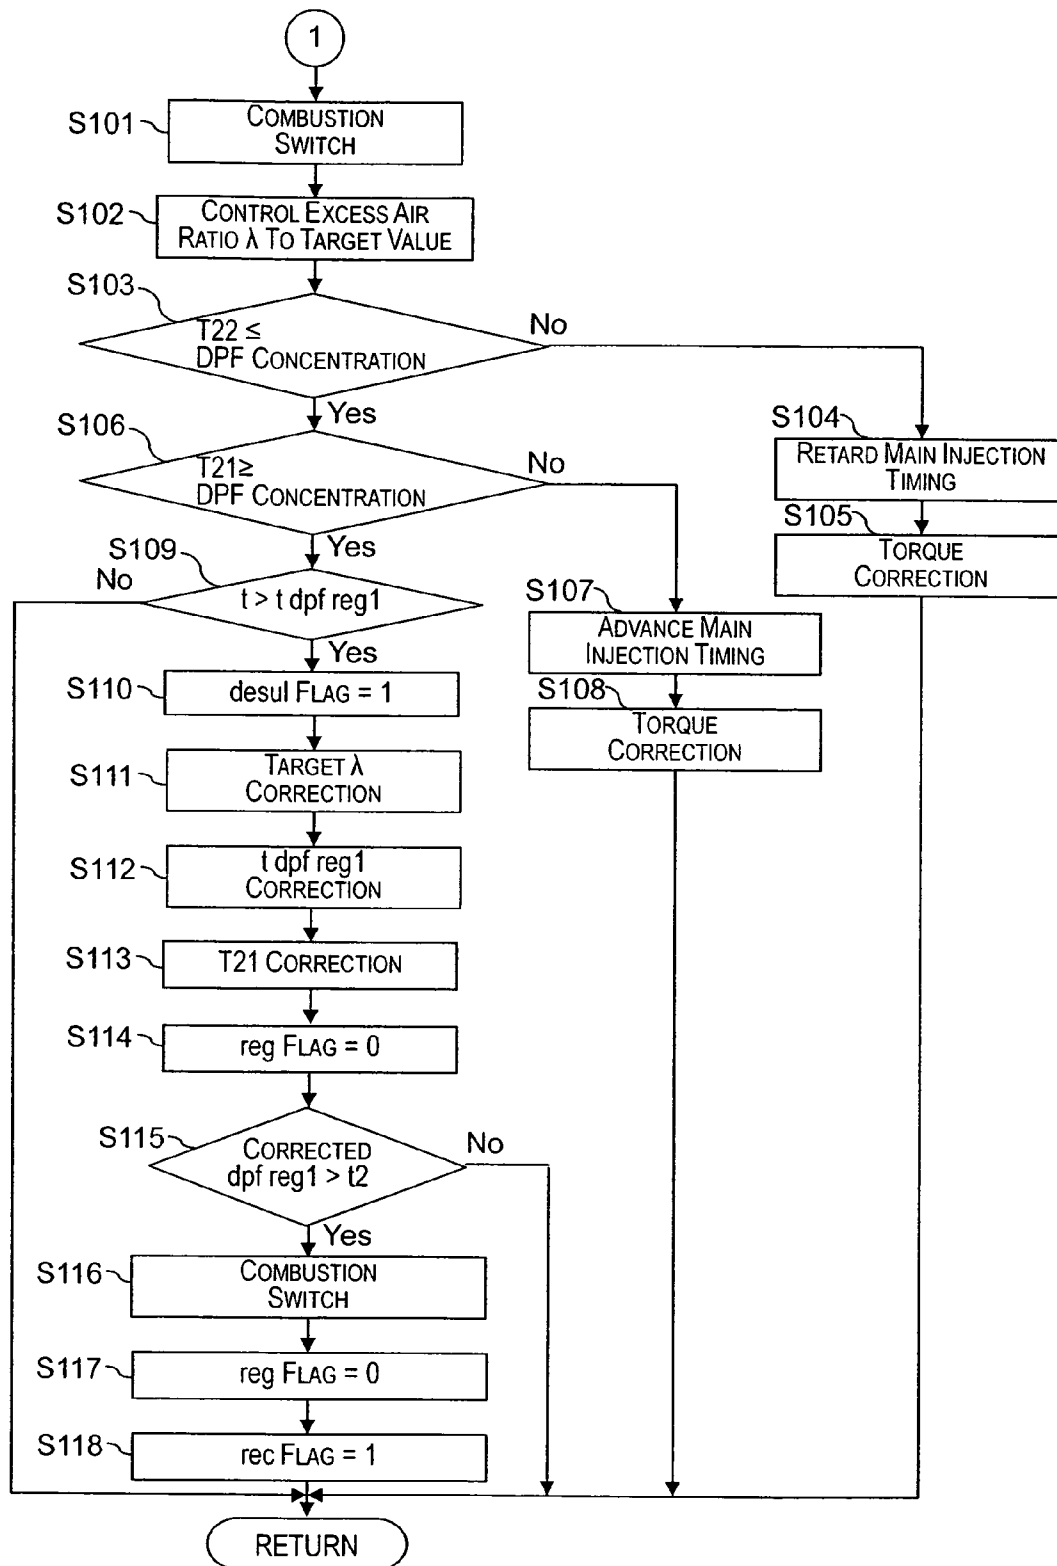 1
S101
COMBUSTION
SWITCH
S102
CONTROL EXCESS AIR
RATIO λ TO TARGET VALUE
S103
T22 ≤
DPF CONCENTRATION
No
Yes
S104
RETARD MAIN INJECTION
TIMING
S105
TORQUE
CORRECTION
S106
T21≥
DPF CONCENTRATION
No
Yes
S107
ADVANCE MAIN
INJECTION TIMING
S108
TORQUE
CORRECTION
S109
No
t > t dpf reg1
Yes
S110
desul FLAG = 1
S111
TARGET λ
CORRECTION
S112
t dpf reg1
CORRECTION
S113
T21 CORRECTION
S114
reg FLAG = 0
S115
CORRECTED
dpf reg1 > t2
No
Yes
S116
COMBUSTION
SWITCH
S117
reg FLAG = 0
S118
rec FLAG = 1
RETURN